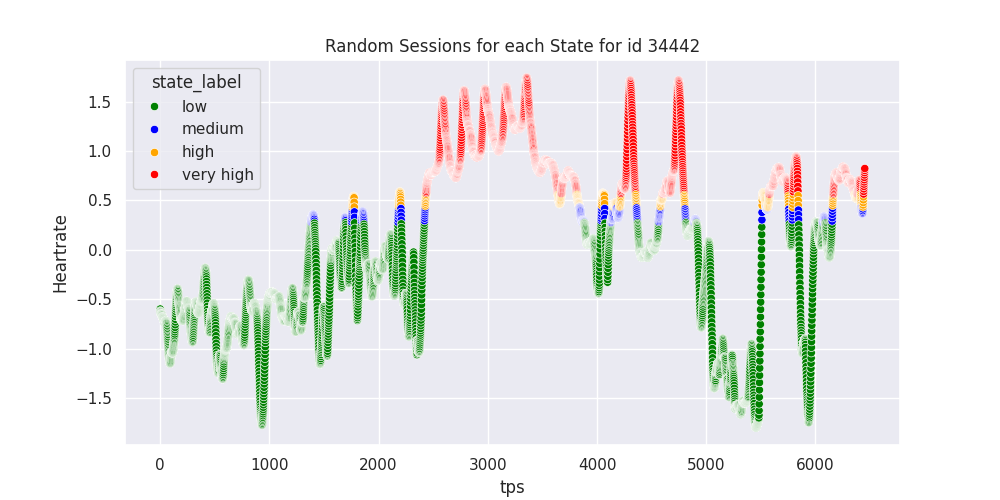 Random Sessions for each State for id 34442
state_label
low
medium
high
very high
1.5
1.0
0.5
0.0
−0.5
−1.0
−1.5
Heartrate
0 1000 2000 3000 4000 5000 6000
tps